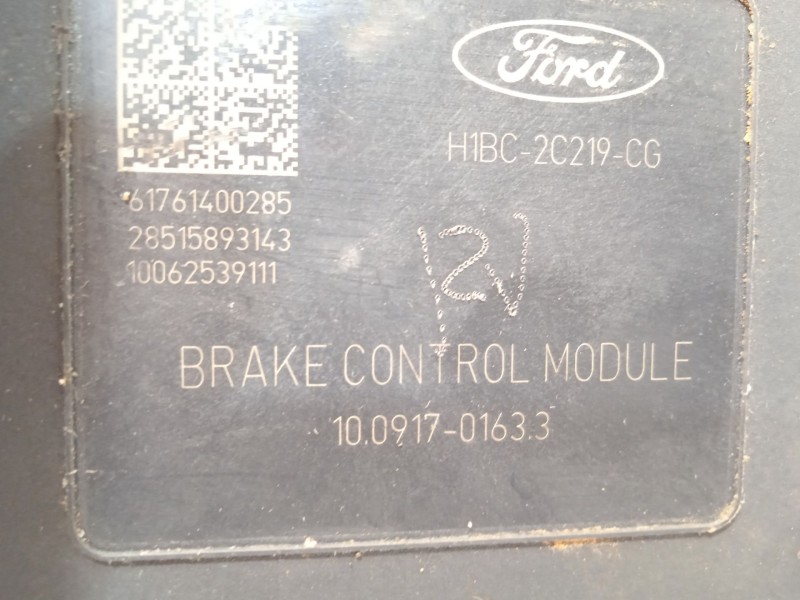 Ford
H1BC-2C219-CG
61761400285
28515893143
10062539111
12V
BRAKE CONTROL MODULE
10.0917-0163.3